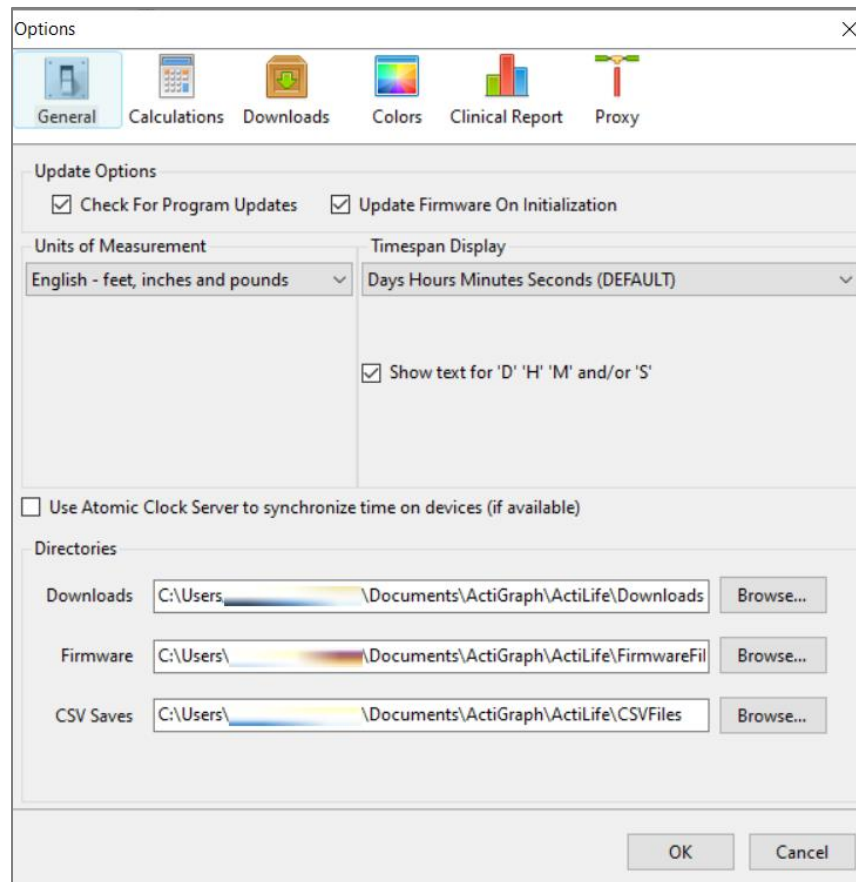 Options
General Calculations Downloads Colors Clinical Report Proxy
Update Options
Check For Program Updates Update Firmware On Initialization
Units of Measurement Timespan Display
English - feet, inches and pounds Days Hours Minutes Seconds (DEFAULT)
Show text for 'D' 'H' 'M' and/or 'S'
Use Atomic Clock Server to synchronize time on devices (if available)
Directories
Downloads C:\Users \Documents\ActiGraph\ActiLife\Downloads Browse...
Firmware C:\Users\ \Documents\ActiGraph\ActiLife\FirmwareFil Browse...
CSV Saves C:\Users\ \Documents\ActiGraph\ActiLife\CSVFiles Browse...
OK Cancel